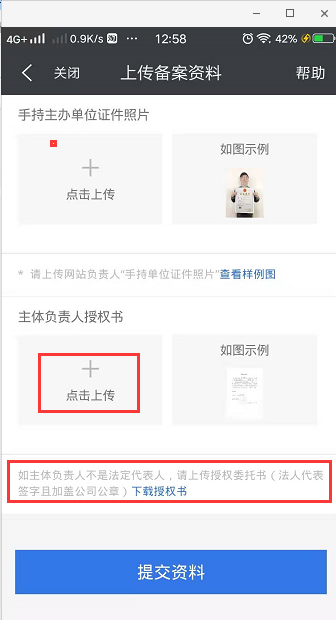 4G+ 0.9K/s 淘 ··· 12:58 42%
关闭 上传备案资料 帮助
手持主办单位证件照片
点击上传
如图示例
* 请上传网站负责人“手持单位证件照片”查看样例图
主体负责人授权书
点击上传
如图示例
如主体负责人不是法定代表人，请上传授权委托书（法人代表
签字且加盖公司公章）下载授权书
提交资料